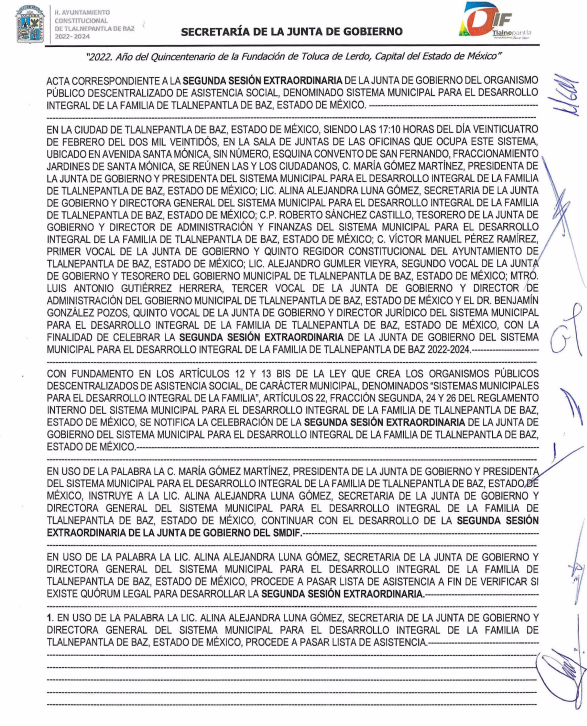 H. AYUNTAMIENTO
CONSTITUCIONAL
DE TLALNEPANTLA DE BAZ
2022-2024
SECRETARÍA DE LA JUNTA DE GOBIERNO
DIF
Tlalnepantla
"2022. Año del Quincentenario de la Fundación de Toluca de Lerdo, Capital del Estado de México"
ACTA CORRESPONDIENTE A LA SEGUNDA SESIÓN EXTRAORDINARIA DE LA JUNTA DE GOBIERNO DEL ORGANISMO
PÚBLICO DESCENTRALIZADO DE ASISTENCIA SOCIAL, DENOMINADO SISTEMA MUNICIPAL PARA EL DESARROLLO
INTEGRAL DE LA FAMILIA DE TLALNEPANTLA DE BAZ, ESTADO DE MÉXICO. ------------------------------
EN LA CIUDAD DE TLALNEPANTLA DE BAZ, ESTADO DE MÉXICO, SIENDO LAS 17:10 HORAS DEL DÍA VEINTICUATRO
DE FEBRERO DEL DOS MIL VEINTIDÓS, EN LA SALA DE JUNTAS DE LAS OFICINAS QUE OCUPA ESTE SISTEMA,
UBICADO EN AVENIDA SANTA MÓNICA, SIN NÚMERO, ESQUINA CONVENTO DE SAN FERNANDO, FRACCIONAMIENTO
JARDINES DE SANTA MÓNICA, SE REÚNEN LAS Y LOS CIUDADANOS, C. MARÍA GÓMEZ MARTÍNEZ, PRESIDENTA DE
LA JUNTA DE GOBIERNO Y PRESIDENTA DEL SISTEMA MUNICIPAL PARA EL DESARROLLO INTEGRAL DE LA FAMILIA
DE TLALNEPANTLA DE BAZ, ESTADO DE MÉXICO; LIC. ALINA ALEJANDRA LUNA GÓMEZ, SECRETARIA DE LA JUNTA
DE GOBIERNO Y DIRECTORA GENERAL DEL SISTEMA MUNICIPAL PARA EL DESARROLLO INTEGRAL DE LA FAMILIA
DE TLALNEPANTLA DE BAZ, ESTADO DE MÉXICO; C.P. ROBERTO SÁNCHEZ CASTILLO, TESORERO DE LA JUNTA DE
GOBIERNO Y DIRECTOR DE ADMINISTRACIÓN Y FINANZAS DEL SISTEMA MUNICIPAL PARA EL DESARROLLO
INTEGRAL DE LA FAMILIA DE TLALNEPANTLA DE BAZ, ESTADO DE MÉXICO; C. VÍCTOR MANUEL PÉREZ RAMÍREZ,
PRIMER VOCAL DE LA JUNTA DE GOBIERNO Y QUINTO REGIDOR CONSTITUCIONAL DEL AYUNTAMIENTO DE
TLALNEPANTLA DE BAZ, ESTADO DE MÉXICO; LIC. ALEJANDRO GUMLER VIEYRA, SEGUNDO VOCAL DE LA JUNTA
DE GOBIERNO Y TESORERO DEL GOBIERNO MUNICIPAL DE TLALNEPANTLA DE BAZ, ESTADO DE MÉXICO; MTRO.
LUIS ANTONIO GUTIÉRREZ HERRERA, TERCER VOCAL DE LA JUNTA DE GOBIERNO Y DIRECTOR DE
ADMINISTRACIÓN DEL GOBIERNO MUNICIPAL DE TLALNEPANTLA DE BAZ, ESTADO DE MÉXICO Y EL DR. BENJAMÍN
GONZÁLEZ POZOS, QUINTO VOCAL DE LA JUNTA DE GOBIERNO Y DIRECTOR JURÍDICO DEL SISTEMA MUNICIPAL
PARA EL DESARROLLO INTEGRAL DE LA FAMILIA DE TLALNEPANTLA DE BAZ, ESTADO DE MÉXICO, CON LA
FINALIDAD DE CELEBRAR LA SEGUNDA SESIÓN EXTRAORDINARIA DE LA JUNTA DE GOBIERNO DEL SISTEMA
MUNICIPAL PARA EL DESARROLLO INTEGRAL DE LA FAMILIA DE TLALNEPANTLA DE BAZ 2022-2024.---------------
CON FUNDAMENTO EN LOS ARTÍCULOS 12 Y 13 BIS DE LA LEY QUE CREA LOS ORGANISMOS PÚBLICOS
DESCENTRALIZADOS DE ASISTENCIA SOCIAL, DE CARÁCTER MUNICIPAL, DENOMINADOS "SISTEMAS MUNICIPALES
PARA EL DESARROLLO INTEGRAL DE LA FAMILIA", ARTÍCULOS 22, FRACCIÓN SEGUNDA, 24 Y 26 DEL REGLAMENTO
INTERNO DEL SISTEMA MUNICIPAL PARA EL DESARROLLO INTEGRAL DE LA FAMILIA DE TLALNEPANTLA DE BAZ,
ESTADO DE MÉXICO, SE NOTIFICA LA CELEBRACIÓN DE LA SEGUNDA SESIÓN EXTRAORDINARIA DE LA JUNTA DE
GOBIERNO DEL SISTEMA MUNICIPAL PARA EL DESARROLLO INTEGRAL DE LA FAMILIA DE TLALNEPANTLA DE BAZ,
ESTADO DE MÉXICO.------------------------------
EN USO DE LA PALABRA LA C. MARÍA GÓMEZ MARTÍNEZ, PRESIDENTA DE LA JUNTA DE GOBIERNO Y PRESIDENTA
DEL SISTEMA MUNICIPAL PARA EL DESARROLLO INTEGRAL DE LA FAMILIA DE TLALNEPANTLA DE BAZ, ESTADO DE
MÉXICO, INSTRUYE A LA LIC. ALINA ALEJANDRA LUNA GÓMEZ, SECRETARIA DE LA JUNTA DE GOBIERNO Y
DIRECTORA GENERAL DEL SISTEMA MUNICIPAL PARA EL DESARROLLO INTEGRAL DE LA FAMILIA DE
TLALNEPANTLA DE BAZ, ESTADO DE MÉXICO, CONTINUAR CON EL DESARROLLO DE LA SEGUNDA SESIÓN
EXTRAORDINARIA DE LA JUNTA DE GOBIERNO DEL SMDIF.------------------------------
EN USO DE LA PALABRA LA LIC. ALINA ALEJANDRA LUNA GÓMEZ, SECRETARIA DE LA JUNTA DE GOBIERNO Y
DIRECTORA GENERAL DEL SISTEMA MUNICIPAL PARA EL DESARROLLO INTEGRAL DE LA FAMILIA DE
TLALNEPANTLA DE BAZ, ESTADO DE MÉXICO, PROCEDE A PASAR LISTA DE ASISTENCIA A FIN DE VERIFICAR SI
EXISTE QUÓRUM LEGAL PARA DESARROLLAR LA SEGUNDA SESIÓN EXTRAORDINARIA.------------------------------
1. EN USO DE LA PALABRA LA LIC. ALINA ALEJANDRA LUNA GÓMEZ, SECRETARIA DE LA JUNTA DE GOBIERNO Y
DIRECTORA GENERAL DEL SISTEMA MUNICIPAL PARA EL DESARROLLO INTEGRAL DE LA FAMILIA DE
TLALNEPANTLA DE BAZ, ESTADO DE MÉXICO, PROCEDE A PASAR LISTA DE ASISTENCIA.------------------------------